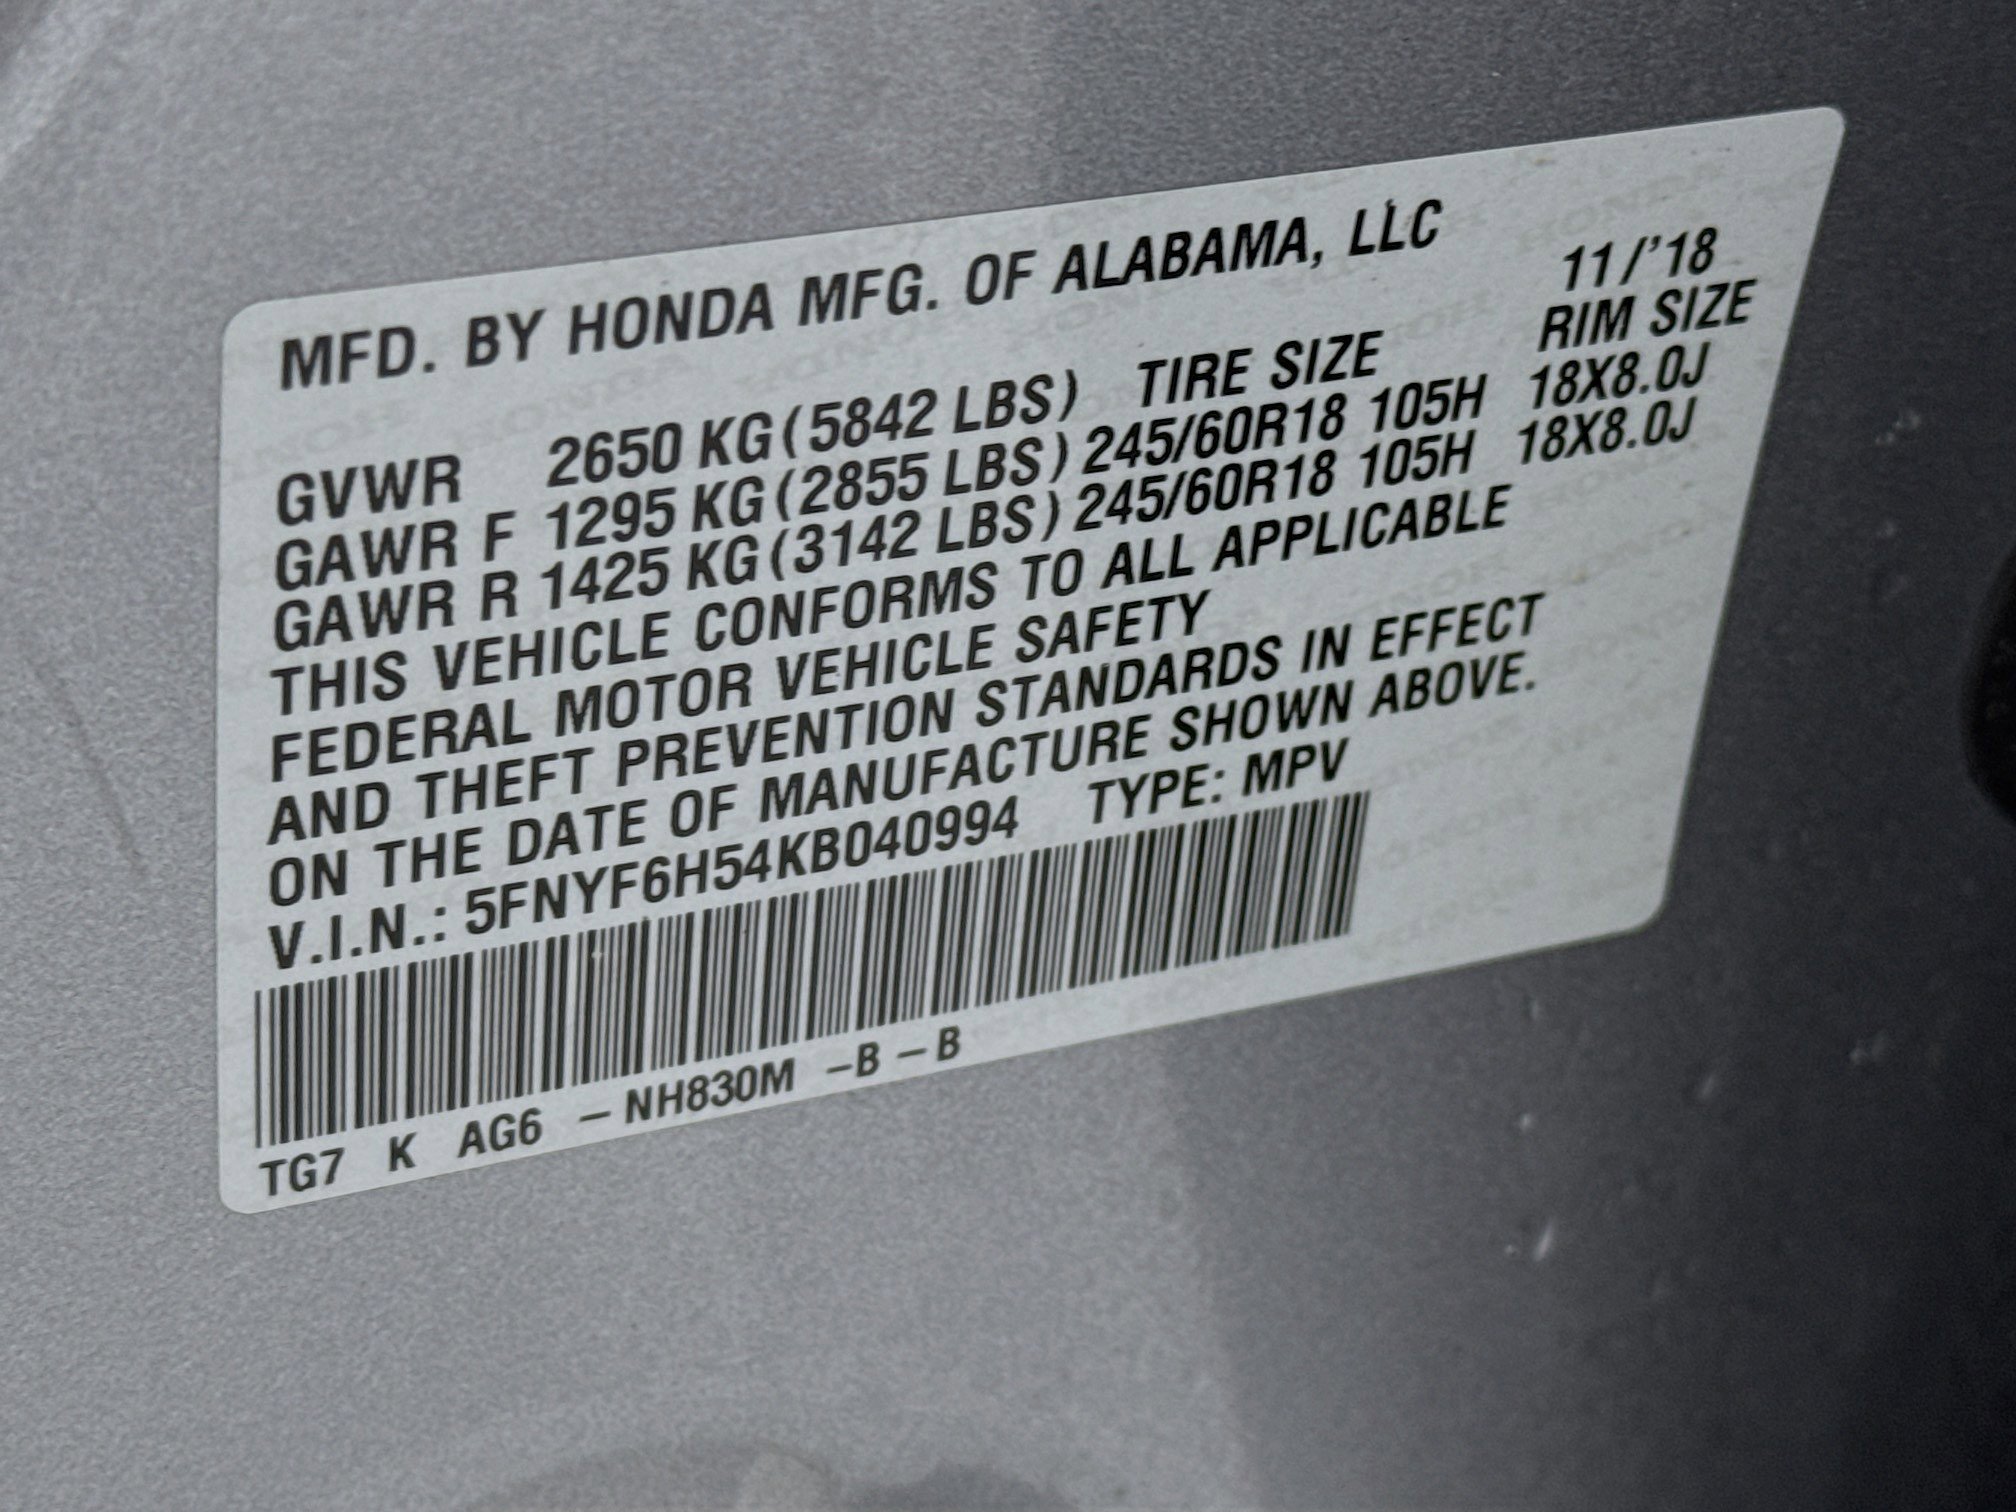 MFD. BY HONDA MFG. OF ALABAMA, LLC
11/'18
GVWR 2650 KG(5842 LBS) TIRE SIZE RIM SIZE
GAWR F 1295 KG(2855 LBS) 245/60R18 105H 18X8.0J
GAWR R 1425 KG(3142 LBS) 245/60R18 105H 18X8.0J
THIS VEHICLE CONFORMS TO ALL APPLICABLE
FEDERAL MOTOR VEHICLE SAFETY
AND THEFT PREVENTION STANDARDS IN EFFECT
ON THE DATE OF MANUFACTURE SHOWN ABOVE.
V.I.N.: 5FNYF6H54KB040994 TYPE: MPV
TG7 K AG6 –NH830M –B –B